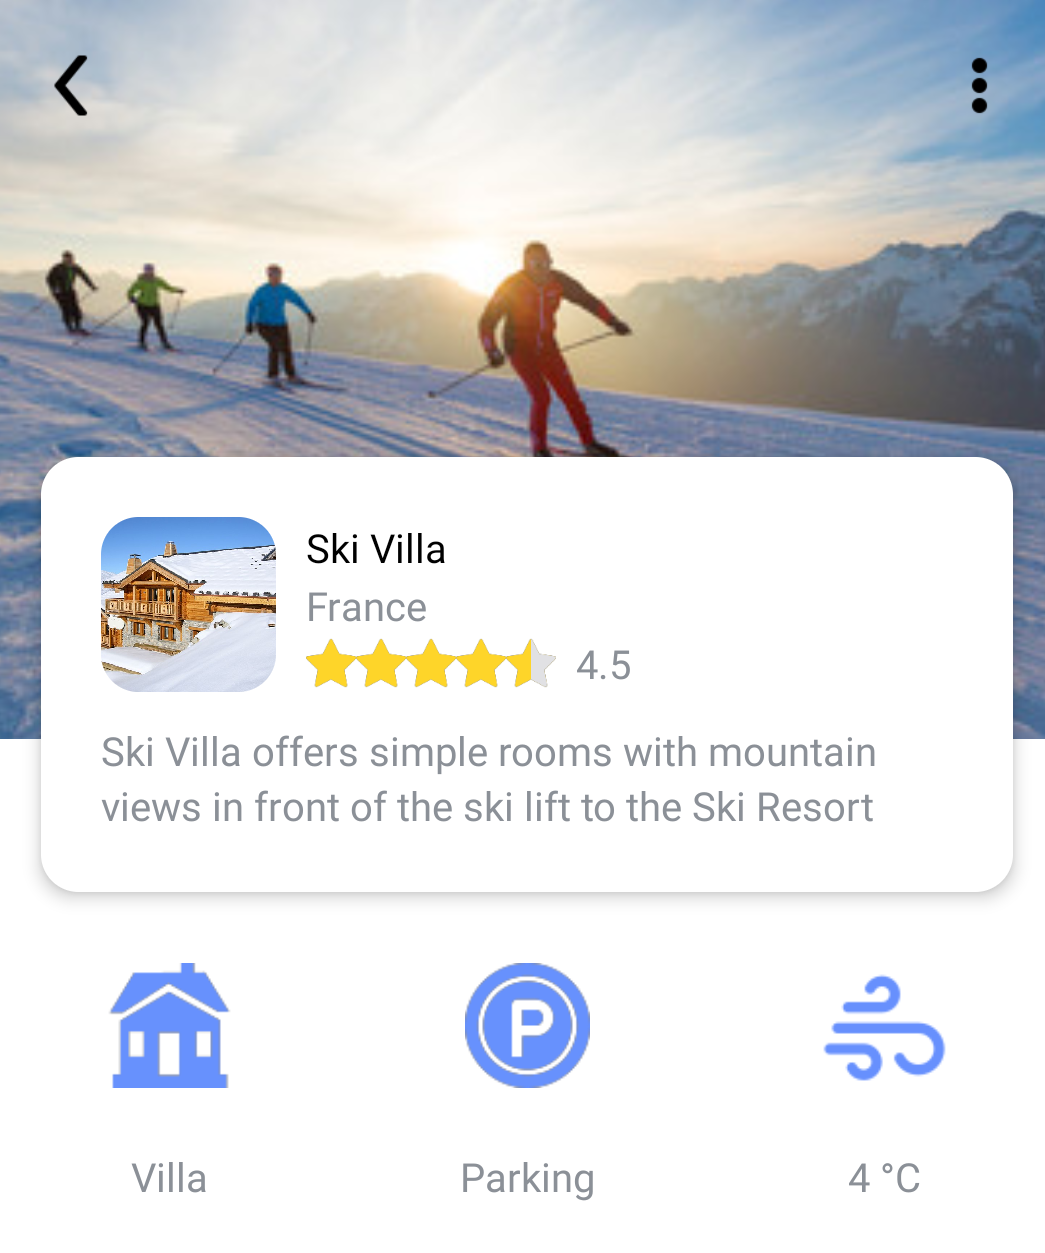 Ski Villa
France
4.5
Ski Villa offers simple rooms with mountain
views in front of the ski lift to the Ski Resort
P
Villa
Parking
4 °C